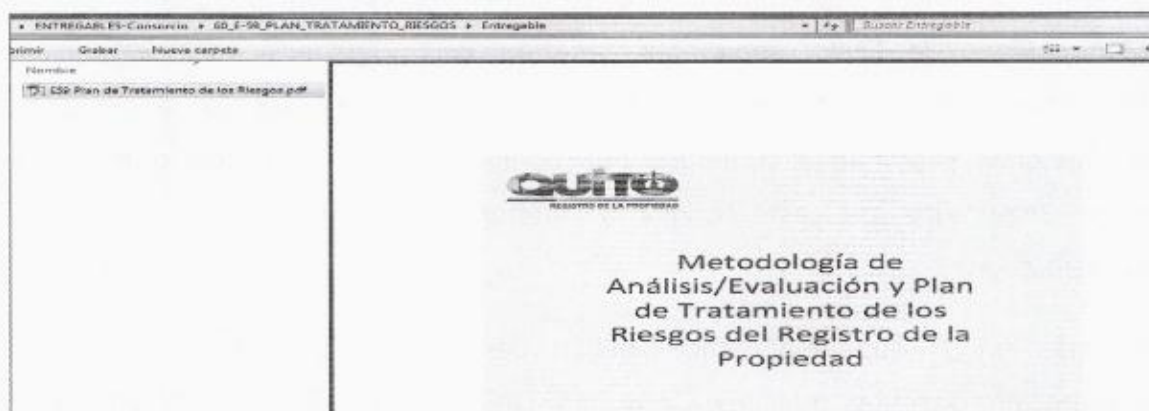 ▸ ENTREGABLES-Consorcio ▸ 60_E-59_PLAN_TRATAMIENTO_RIESGOS ▸ Entregable
Buscar Entregable
primir Grabar Nueva carpeta
Nombre
E59 Plan de Tratamiento de los Riesgos.pdf
QUITO
REGISTRO DE LA PROPIEDAD
Metodología de
Análisis/Evaluación y Plan
de Tratamiento de los
Riesgos del Registro de la
Propiedad